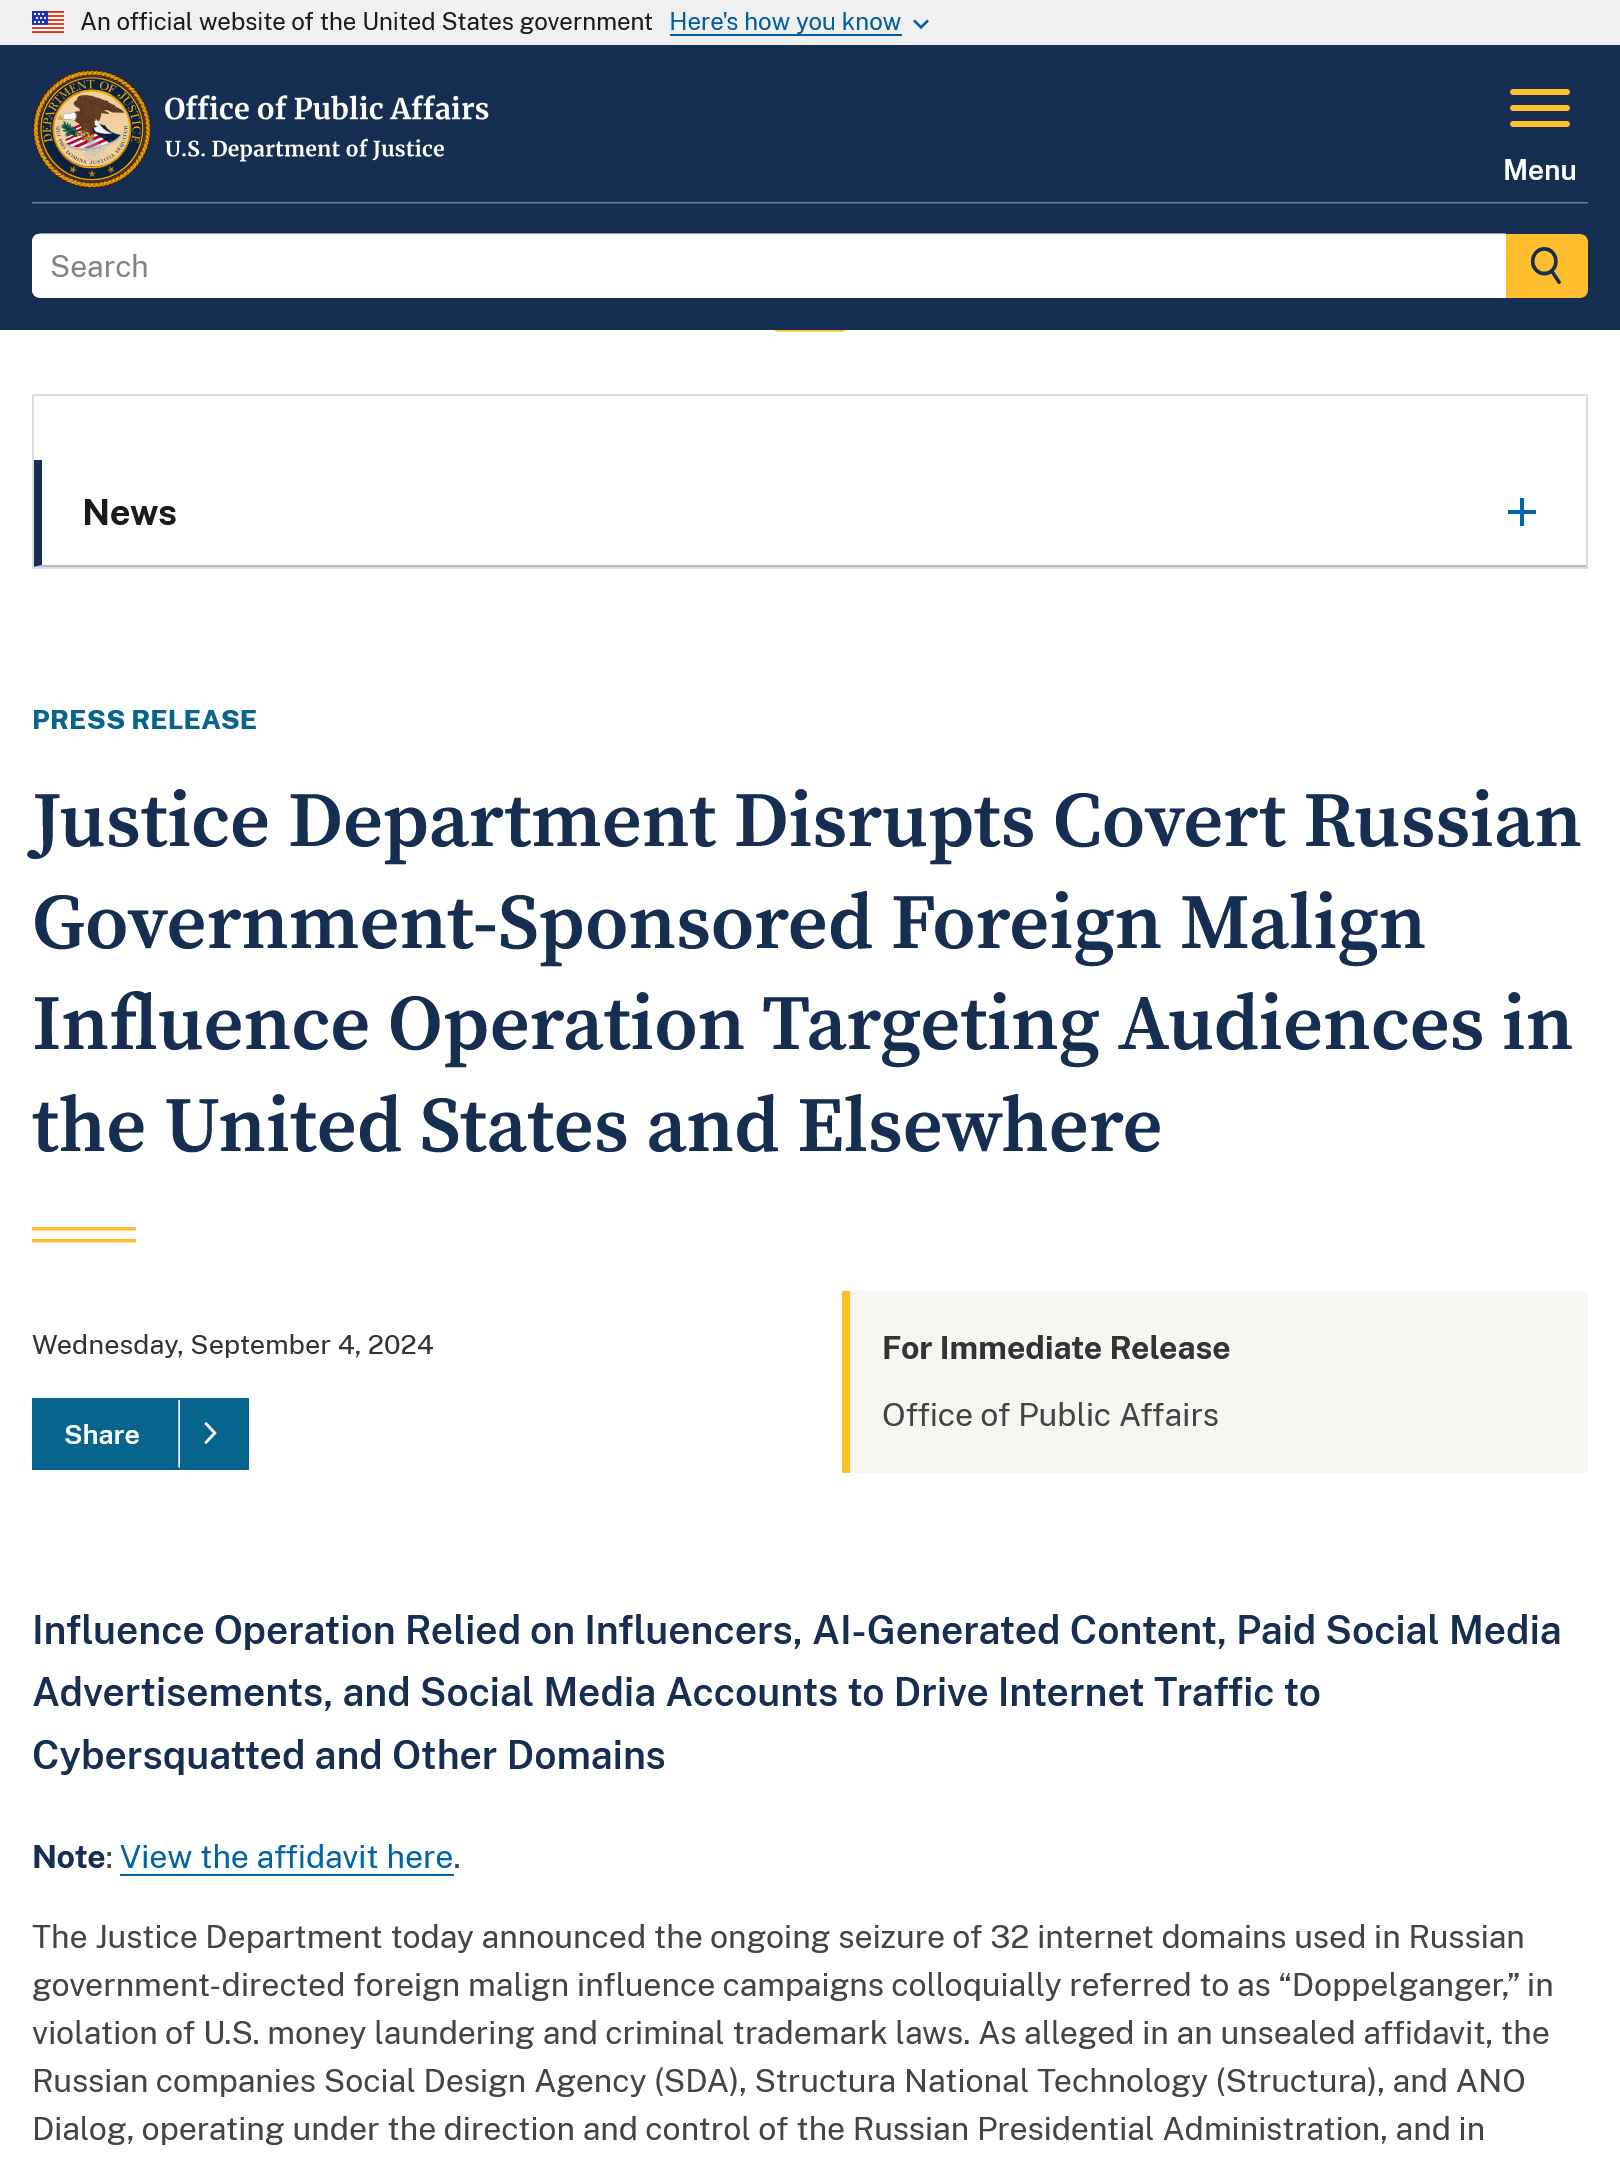 An official website of the United States government Here's how you know
Office of Public Affairs
U.S. Department of Justice
Menu
Search
News
PRESS RELEASE
Justice Department Disrupts Covert Russian
Government-Sponsored Foreign Malign
Influence Operation Targeting Audiences in
the United States and Elsewhere
Wednesday, September 4, 2024
Share
For Immediate Release
Office of Public Affairs
Influence Operation Relied on Influencers, AI-Generated Content, Paid Social Media
Advertisements, and Social Media Accounts to Drive Internet Traffic to
Cybersquatted and Other Domains
Note: View the affidavit here.
The Justice Department today announced the ongoing seizure of 32 internet domains used in Russian
government-directed foreign malign influence campaigns colloquially referred to as “Doppelganger,” in
violation of U.S. money laundering and criminal trademark laws. As alleged in an unsealed affidavit, the
Russian companies Social Design Agency (SDA), Structura National Technology (Structura), and ANO
Dialog, operating under the direction and control of the Russian Presidential Administration, and in